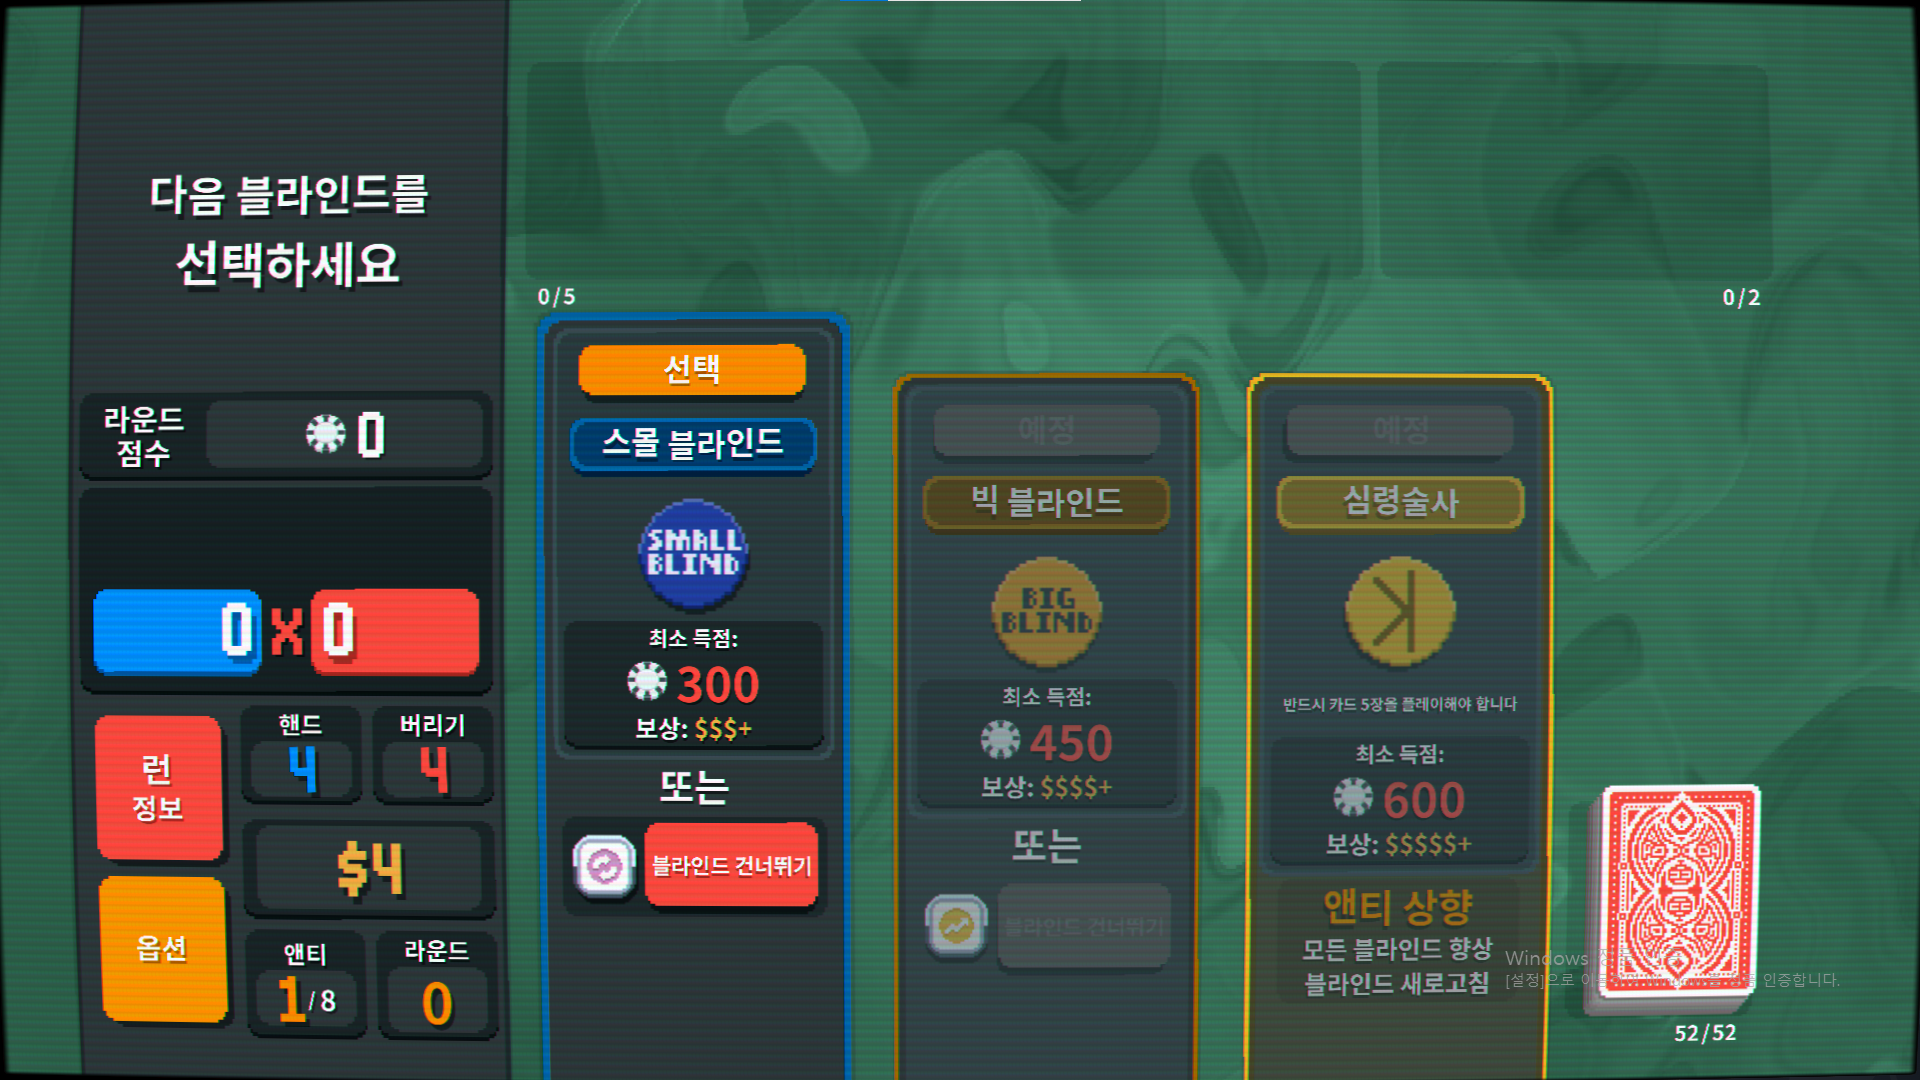 다음 블라인드를
선택하세요
라운드
점수
0
0 X 0
런
정보
핸드
4
버리기
4
$4
옵션
앤티
1/8
라운드
0
0/5
0/2
선택
스몰 블라인드
SMALL
BLIND
최소 득점:
300
보상: $$$+
또는
블라인드 건너뛰기
예정
빅 블라인드
BIG
BLIND
최소 득점:
450
보상: $$$$+
또는
블라인드 건너뛰기
예정
심령술사
반드시 카드 5장을 플레이해야 합니다
최소 득점:
600
보상: $$$$$+
앤티 상향
모든 블라인드 향상
블라인드 새로고침
Windows
[설정]으로 인증합니다.
52/52